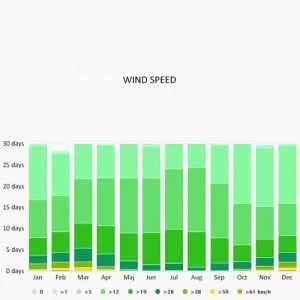 WIND SPEED
30 days
25 days
20 days
15 days
10 days
5 days
0 days
Jan Feb Mar Apr Maj Jun Jul Aug Sep Oct Nov Dec
0 >1 >5 >12 >19 >28 >38 >50 >61 km/h